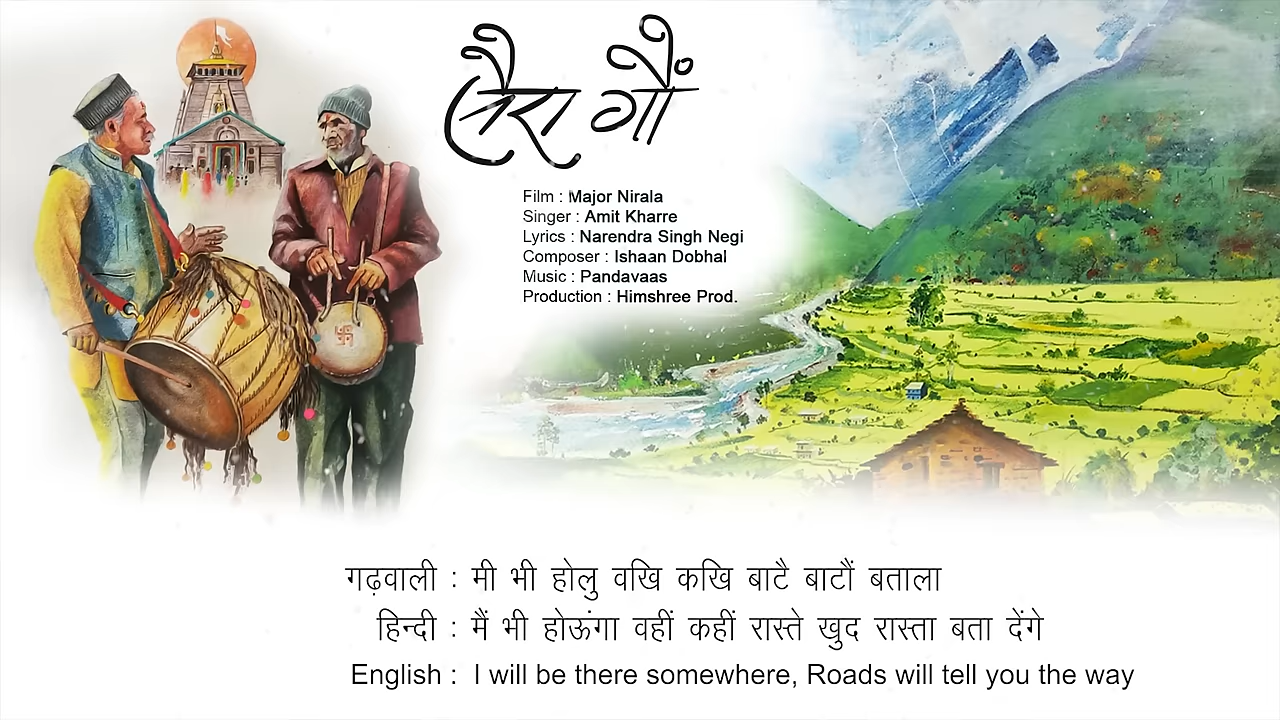 तैरा गौं
Film : Major Nirala
Singer : Amit Kharre
Lyrics : Narendra Singh Negi
Composer : Ishaan Dobhal
Music : Pandavaas
Production : Himshree Prod.
गढ़वाली : मी भी होलु वखि कखि बाटै बाटौं बताला
हिन्दी : मैं भी होऊंगा वहीं कहीं रास्ते खुद रास्ता बता देंगे
English : I will be there somewhere, Roads will tell you the way